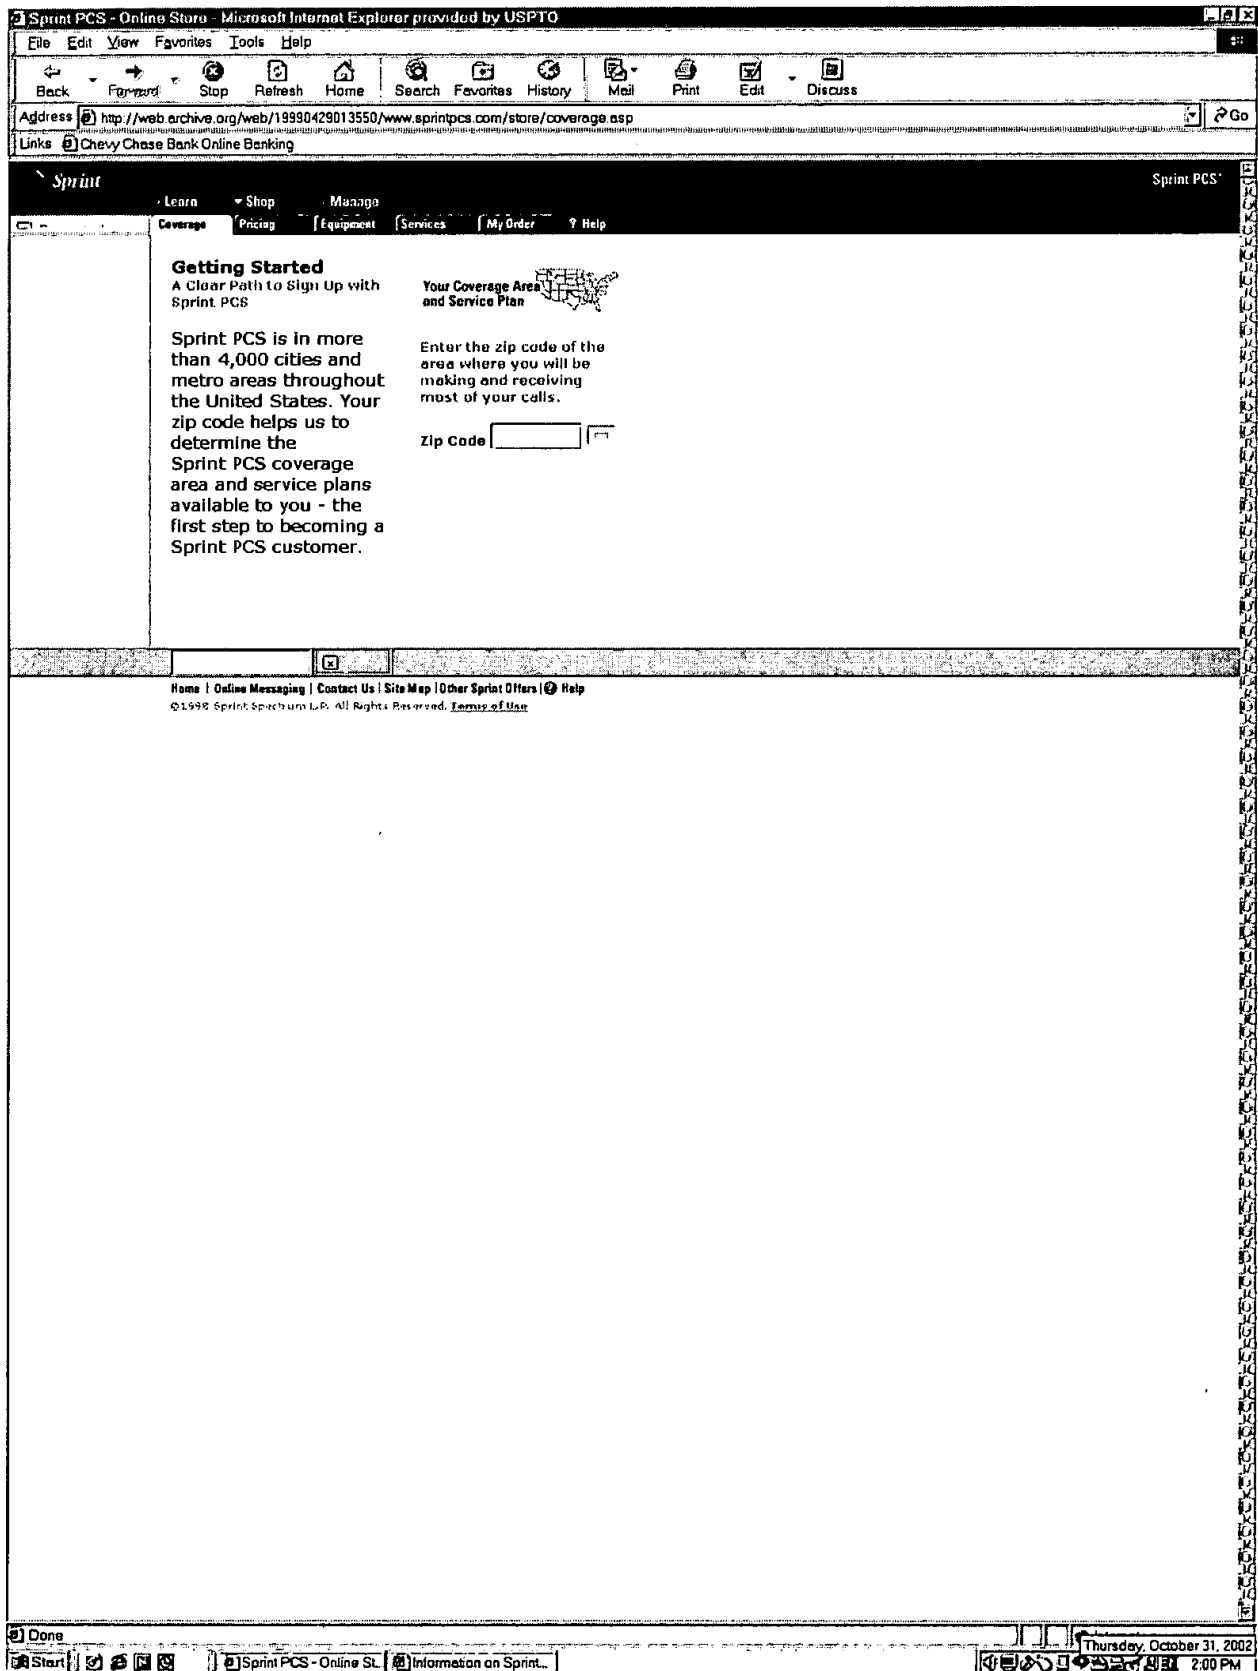 Sprint PCS - Online Store - Microsoft Internet Explorer provided by USPTO
File Edit View Favorites Tools Help
Back Forward Stop Refresh Home Search Favorites History Mail Print Edit Discuss
Address http://web.archive.org/web/19990429013550/www.sprintpcs.com/store/coverage.asp Go
Links Chevy Chase Bank Online Banking
Sprint
Sprint PCS
Learn Shop Manage
Coverage Pricing Equipment Services My Order ? Help
Getting Started
A Clear Path to Sign Up with
Sprint PCS
Sprint PCS is in more
than 4,000 cities and
metro areas throughout
the United States. Your
zip code helps us to
determine the
Sprint PCS coverage
area and service plans
available to you - the
first step to becoming a
Sprint PCS customer.
Your Coverage Area
and Service Plan
Enter the zip code of the
area where you will be
making and receiving
most of your calls.
Zip Code
Home | Online Messaging | Contact Us | Site Map | Other Sprint Offers | Help
©1998 Sprint Spectrum L.P. All Rights Reserved. Terms of Use
Done
Thursday, October 31, 2002
Start Sprint PCS - Online St... Information on Sprint... 2:00 PM